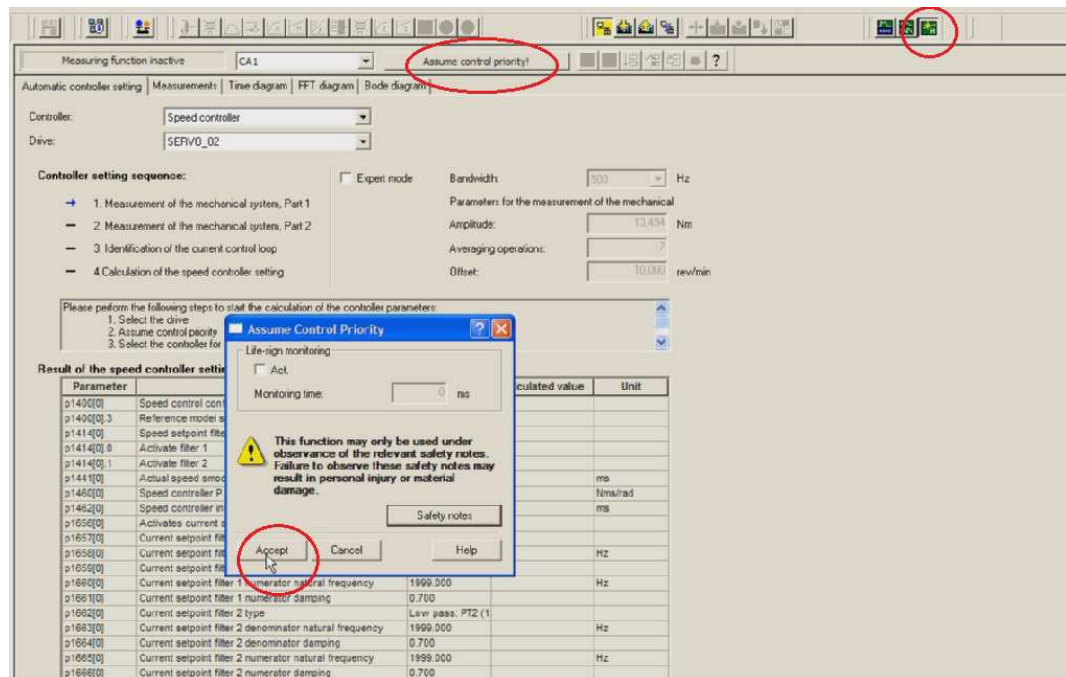 Measuring function inactive CA1 Assume control priority! ?
Automatic controller setting Measurements Time diagram FFT diagram Bode diagram
Controller: Speed controller
Drive: SERVO_02
Controller setting sequence: Expert mode Bandwidth: 500 Hz
1. Measurement of the mechanical system, Part 1 Parameters for the measurement of the mechanical
2 Measurement of the mechanical system, Part 2 Amplitude: 13.494 Nm
3. Identification of the current control loop Averaging operations: 7
4 Calculation of the speed controller setting Offset: 10.000 rev/min
Please perform the following steps to start the calculation of the controller parameters:
1. Select the drive
2. Assume control priority
3. Select the controller for
Assume Control Priority
Life-sign monitoring
Act.
Monitoring time: 0 ms
This function may only be used under
observance of the relevant safety notes.
Failure to observe these safety notes may
result in personal injury or material
damage.
Safety notes
Accept Cancel Help
Result of the speed controller settin
Parameter culated value Unit
p1400[0] Speed control conf
p1400[0].3 Reference model s
p1414[0] Speed setpoint filte
p1414[0].0 Activate filter 1
p1414[0].1 Activate filter 2
p1441[0] Actual speed smoo ms
p1460[0] Speed controller P Nms/rad
p1462[0] Speed controller in ms
p1656[0] Activates current s
p1657[0] Current setpoint filt
p1658[0] Current setpoint filt Hz
p1659[0] Current setpoint filt
p1660[0] Current setpoint filter 1 numerator natural frequency 1999.000 Hz
p1661[0] Current setpoint filter 1 numerator damping 0.700
p1662[0] Current setpoint filter 2 type Low pass: PT2 (1
p1663[0] Current setpoint filter 2 denominator natural frequency 1999.000 Hz
p1664[0] Current setpoint filter 2 denominator damping 0.700
p1665[0] Current setpoint filter 2 numerator natural frequency 1999.000 Hz
p1666[0] Current setpoint filter 2 numerator damping 0.700